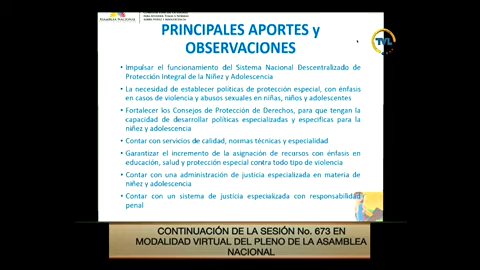 ASAMBLEA NACIONAL
PRINCIPALES APORTES y
OBSERVACIONES
TVL
• Impulsar el funcionamiento del Sistema Nacional Descentralizado de
Protección Integral de la Niñez y Adolescencia
• La necesidad de establecer políticas de protección especial, con énfasis
en casos de violencia y abusos sexuales en niñas, niños y adolescentes
• Fortalecer los Consejos de Protección de Derechos, para que tengan la
capacidad de desarrollar políticas especializadas y especificas para la
niñez y adolescencia
• Contar con servicios de calidad, normas técnicas y especialidad
• Garantizar el incremento de la asignación de recursos con énfasis en
educación, salud y protección especial contra todo tipo de violencia
• Contar con una administración de justicia especializada en materia de
niñez y adolescencia
• Contar con un sistema de justicia especializada con responsabilidad
penal
CONTINUACIÓN DE LA SESIÓN No. 673 EN
MODALIDAD VIRTUAL DEL PLENO DE LA ASAMBLEA
NACIONAL